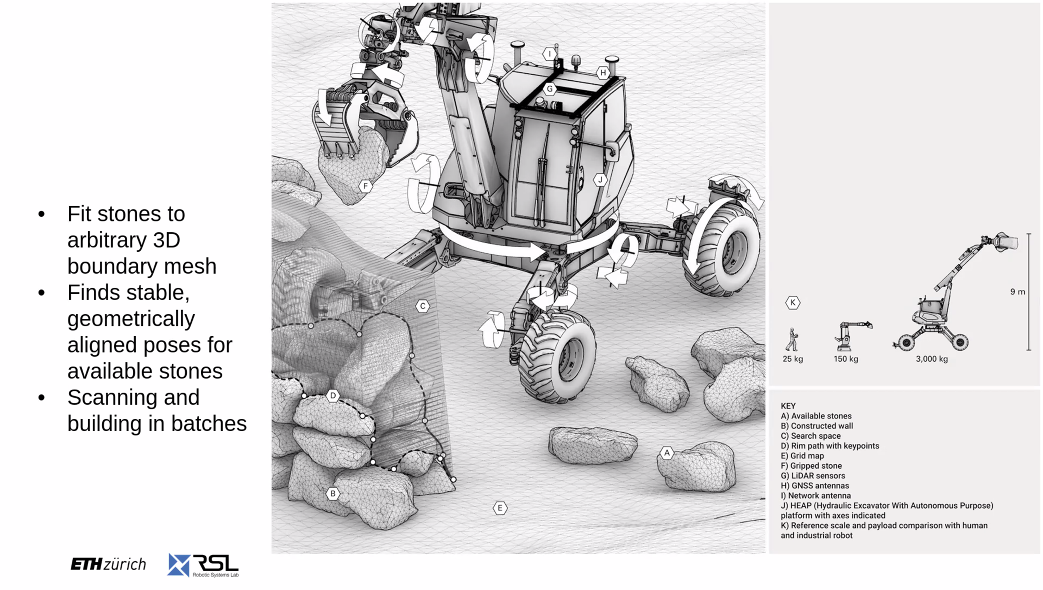 • Fit stones to
arbitrary 3D
boundary mesh
• Finds stable,
geometrically
aligned poses for
available stones
• Scanning and
building in batches
I
H
G
J
F
C
D
A
B
E
K
9 m
25 kg 150 kg 3,000 kg
KEY
A) Available stones
B) Constructed wall
C) Search space
D) Rim path with keypoints
E) Grid map
F) Gripped stone
G) LiDAR sensors
H) GNSS antennas
I) Network antenna
J) HEAP (Hydraulic Excavator With Autonomous Purpose)
platform with axes indicated
K) Reference scale and payload comparison with human
and industrial robot
ETH zürich
RSL
Robotic Systems Lab